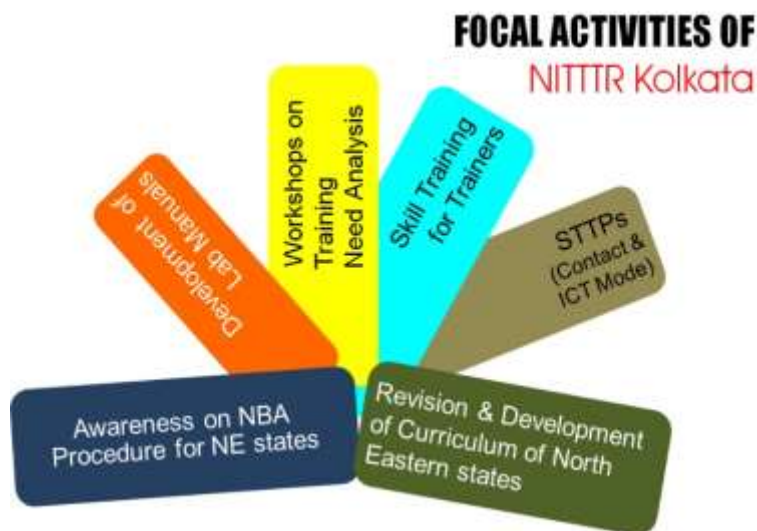 FOCAL ACTIVITIES OF
NITTTR Kolkata
Awareness on NBA
Procedure for NE states
Development of
Lab Manuals
Workshops on
Training
Need Analysis
Skill Training
for Trainers
STTPs
(Contact &
ICT Mode)
Revision & Development
of Curriculum of North
Eastern states